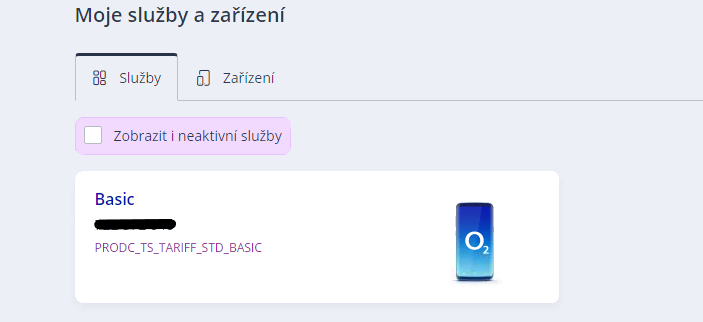 Moje služby a zařízení
Služby
Zařízení
Zobrazit i neaktivní služby
Basic
PRODC_TS_TARIFF_STD_BASIC
O2